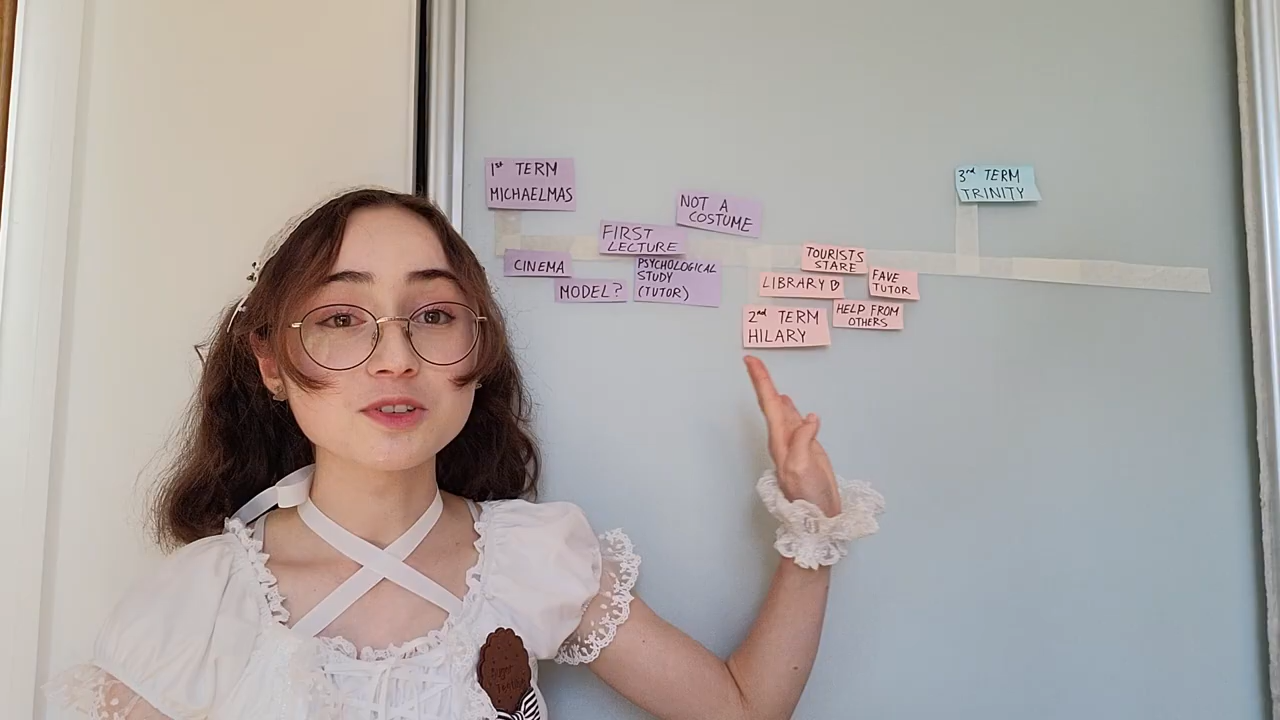 1st TERM
MICHAELMAS
CINEMA
MODEL?
FIRST
LECTURE
PSYCHOLOGICAL
STUDY
(TUTOR)
NOT A
COSTUME
2nd TERM
HILARY
LIBRARY
TOURISTS
STARE
FAVE
TUTOR
HELP FROM
OTHERS
3rd TERM
TRINITY